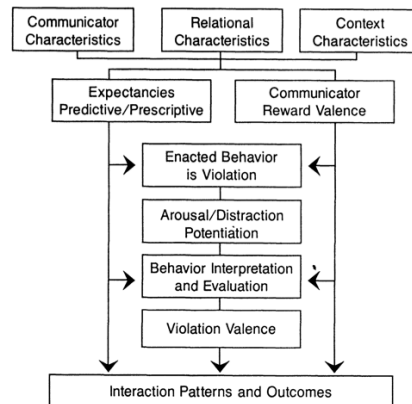 Communicator
Characteristics
Relational
Characteristics
Context
Characteristics
Expectancies
Predictive/Prescriptive
Communicator
Reward Valence
Enacted Behavior
is Violation
Arousal/Distraction
Potentiation
Behavior Interpretation
and Evaluation
Violation Valence
Interaction Patterns and Outcomes